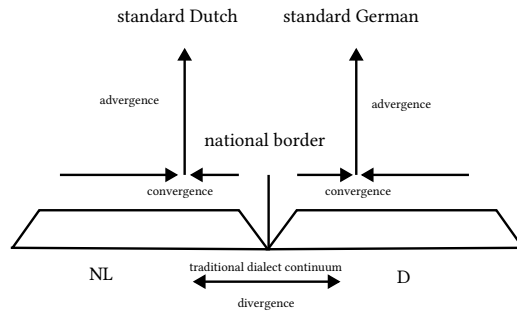 standard Dutch
standard German
advergence
advergence
national border
convergence
convergence
NL
traditional dialect continuum
D
divergence